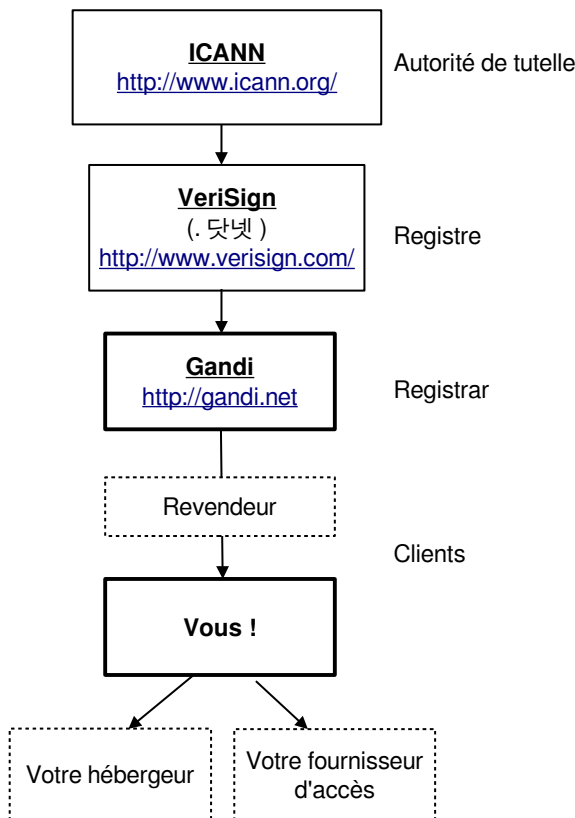 ICANN
http://www.icann.org/
Autorité de tutelle
VeriSign
(. 닷넷 )
http://www.verisign.com/
Registre
Gandi
http://gandi.net
Registrar
Revendeur
Clients
Vous !
Votre hébergeur
Votre fournisseur
d'accès